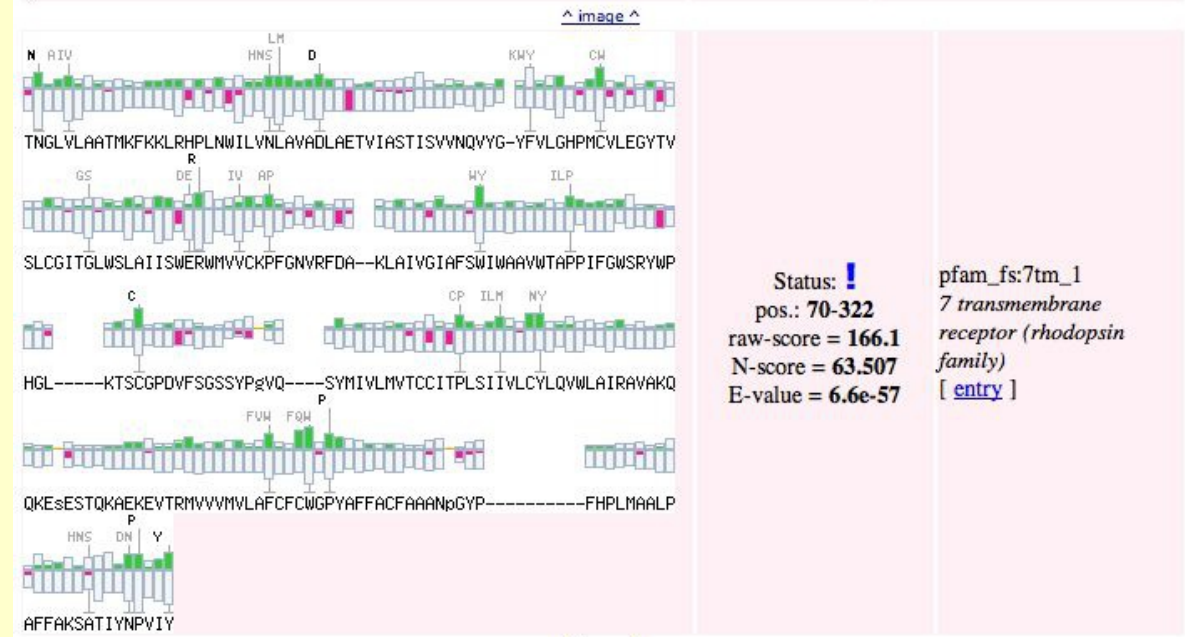 ^ image ^
LM
N AIV HNS D KWY CW
TNGLVLAATMKFKKLRHPLNWILVNLAVADLAETVIASTISVVNQVYG-YFVLGHPMCVLEGYTV
R
GS DE IV AP WY ILP
SLCGITGLWSLAIISWERWMVVCKPFGNVRFDA--KLAIVGIAFSWIWAAVWTAPPIFGWSRYWP
C CP ILM NY
HGL-----KTSCGPDVFSGSSYPgVQ----SYMIVLMVTCCITPLSIIVLCYLQVWLAIRAVAKQ
P
FVW FQW
QKEsESTQKAEKEVTRMVVVMVLAFCFCWGPYAFFACFAAANpGYP----------FHPLMAALP
P
HNS DN Y
AFFAKSATIYNPVIY
Status: !
pos.: 70-322
raw-score = 166.1
N-score = 63.507
E-value = 6.6e-57
pfam_fs:7tm_1
7 transmembrane
receptor (rhodopsin
family)
[ entry ]